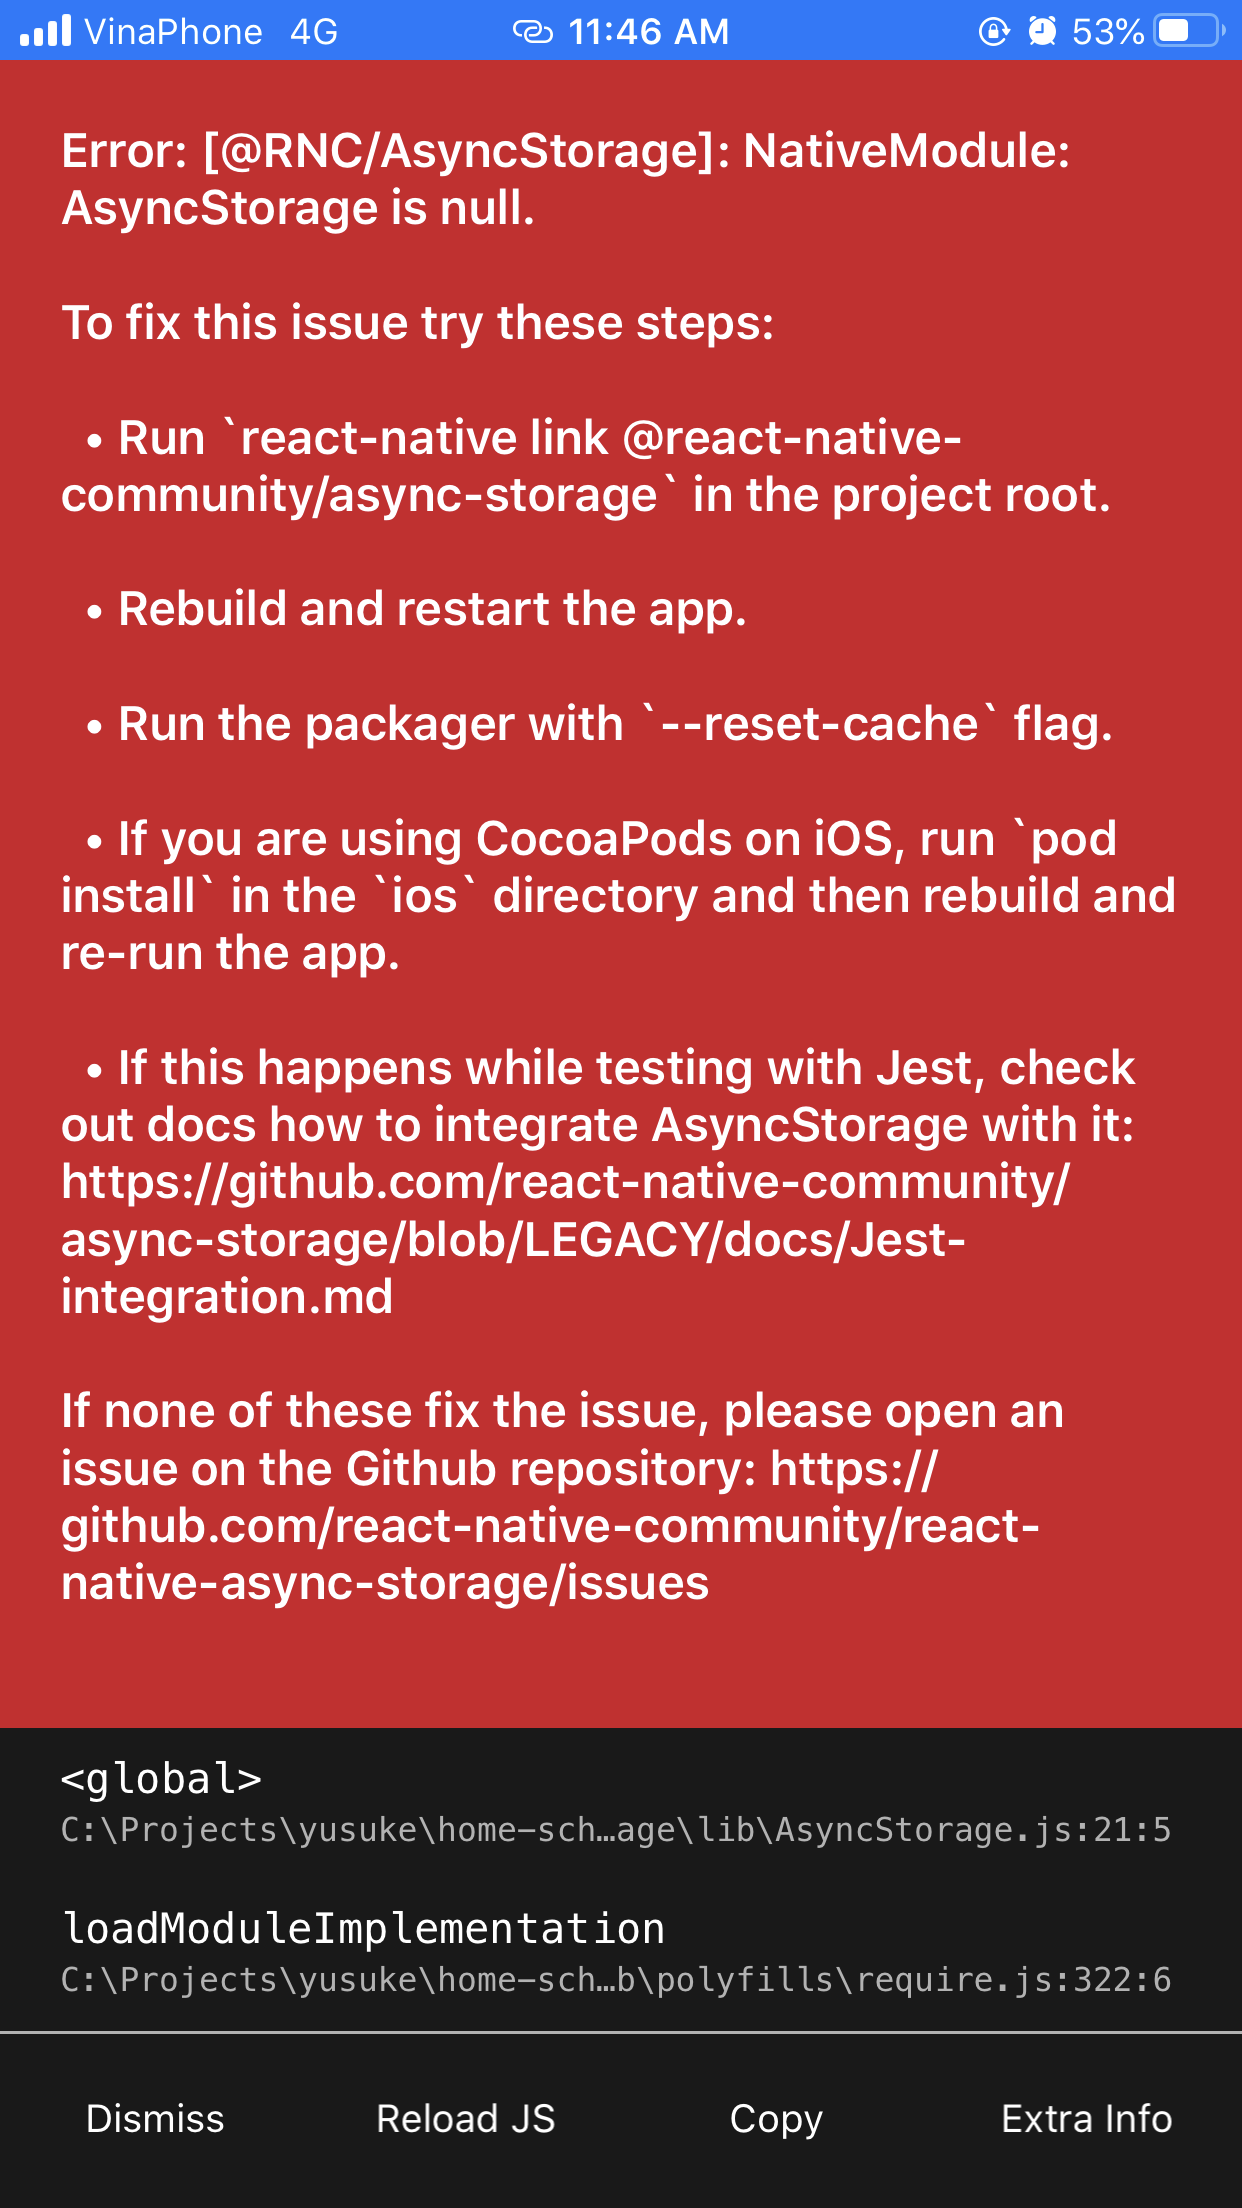 VinaPhone 4G 11:46 AM 53%
Error: [@RNC/AsyncStorage]: NativeModule:
AsyncStorage is null.
To fix this issue try these steps:
• Run `react-native link @react-native-
community/async-storage` in the project root.
• Rebuild and restart the app.
• Run the packager with `--reset-cache` flag.
• If you are using CocoaPods on iOS, run `pod
install` in the `ios` directory and then rebuild and
re-run the app.
• If this happens while testing with Jest, check
out docs how to integrate AsyncStorage with it:
https://github.com/react-native-community/
async-storage/blob/LEGACY/docs/Jest-
integration.md
If none of these fix the issue, please open an
issue on the Github repository: https://
github.com/react-native-community/react-
native-async-storage/issues
<global>
C:\Projects\yusuke\home-sch…age\lib\AsyncStorage.js:21:5
loadModuleImplementation
C:\Projects\yusuke\home-sch…b\polyfills\require.js:322:6
Dismiss Reload JS Copy Extra Info